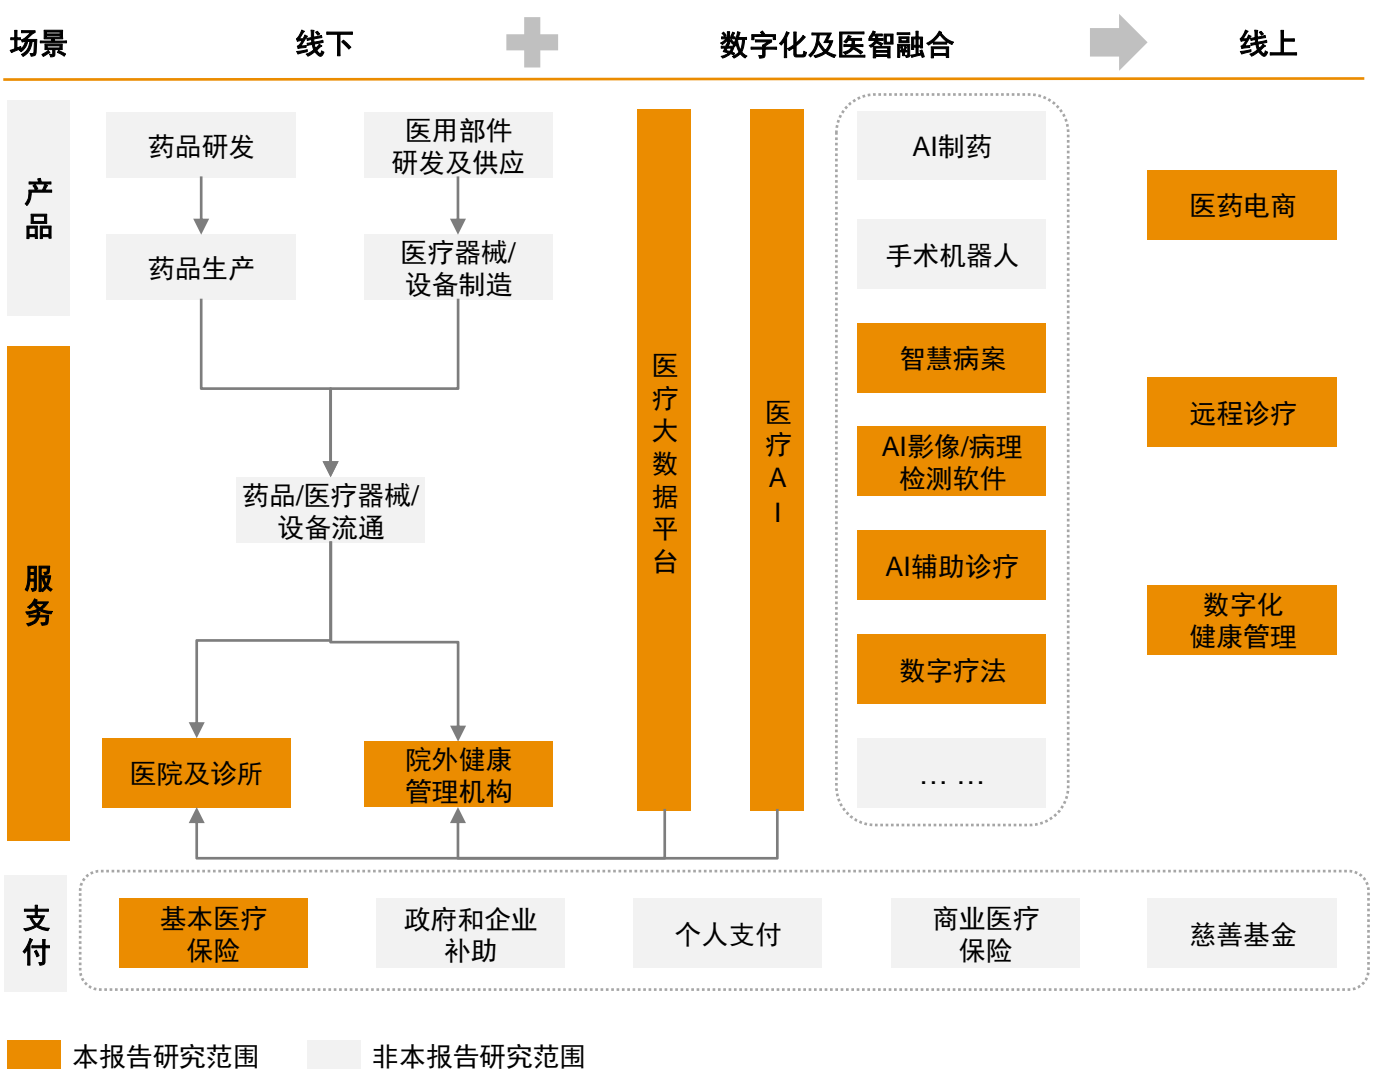 场景
线下
数字化及医智融合
线上
产
品
药品研发
医用部件
研发及供应
药品生产
医疗器械/
设备制造
服
务
药品/医疗器械/
设备流通
医院及诊所
院外健康
管理机构
医
疗
大
数
据
平
台
医
疗
A
I
AI制药
手术机器人
智慧病案
AI影像/病理
检测软件
AI辅助诊疗
数字疗法
... ...
医药电商
远程诊疗
数字化
健康管理
支
付
基本医疗
保险
政府和企业
补助
个人支付
商业医疗
保险
慈善基金
本报告研究范围
非本报告研究范围